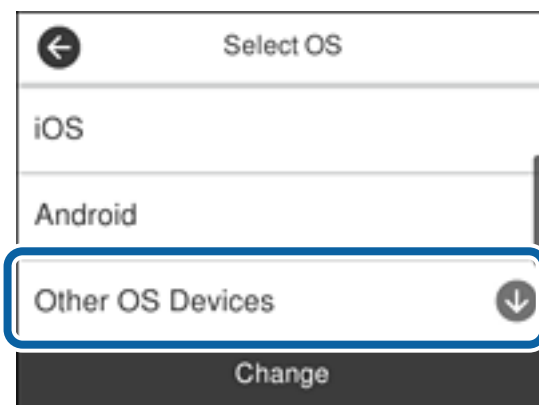 Select OS
iOS
Android
Other OS Devices
Change